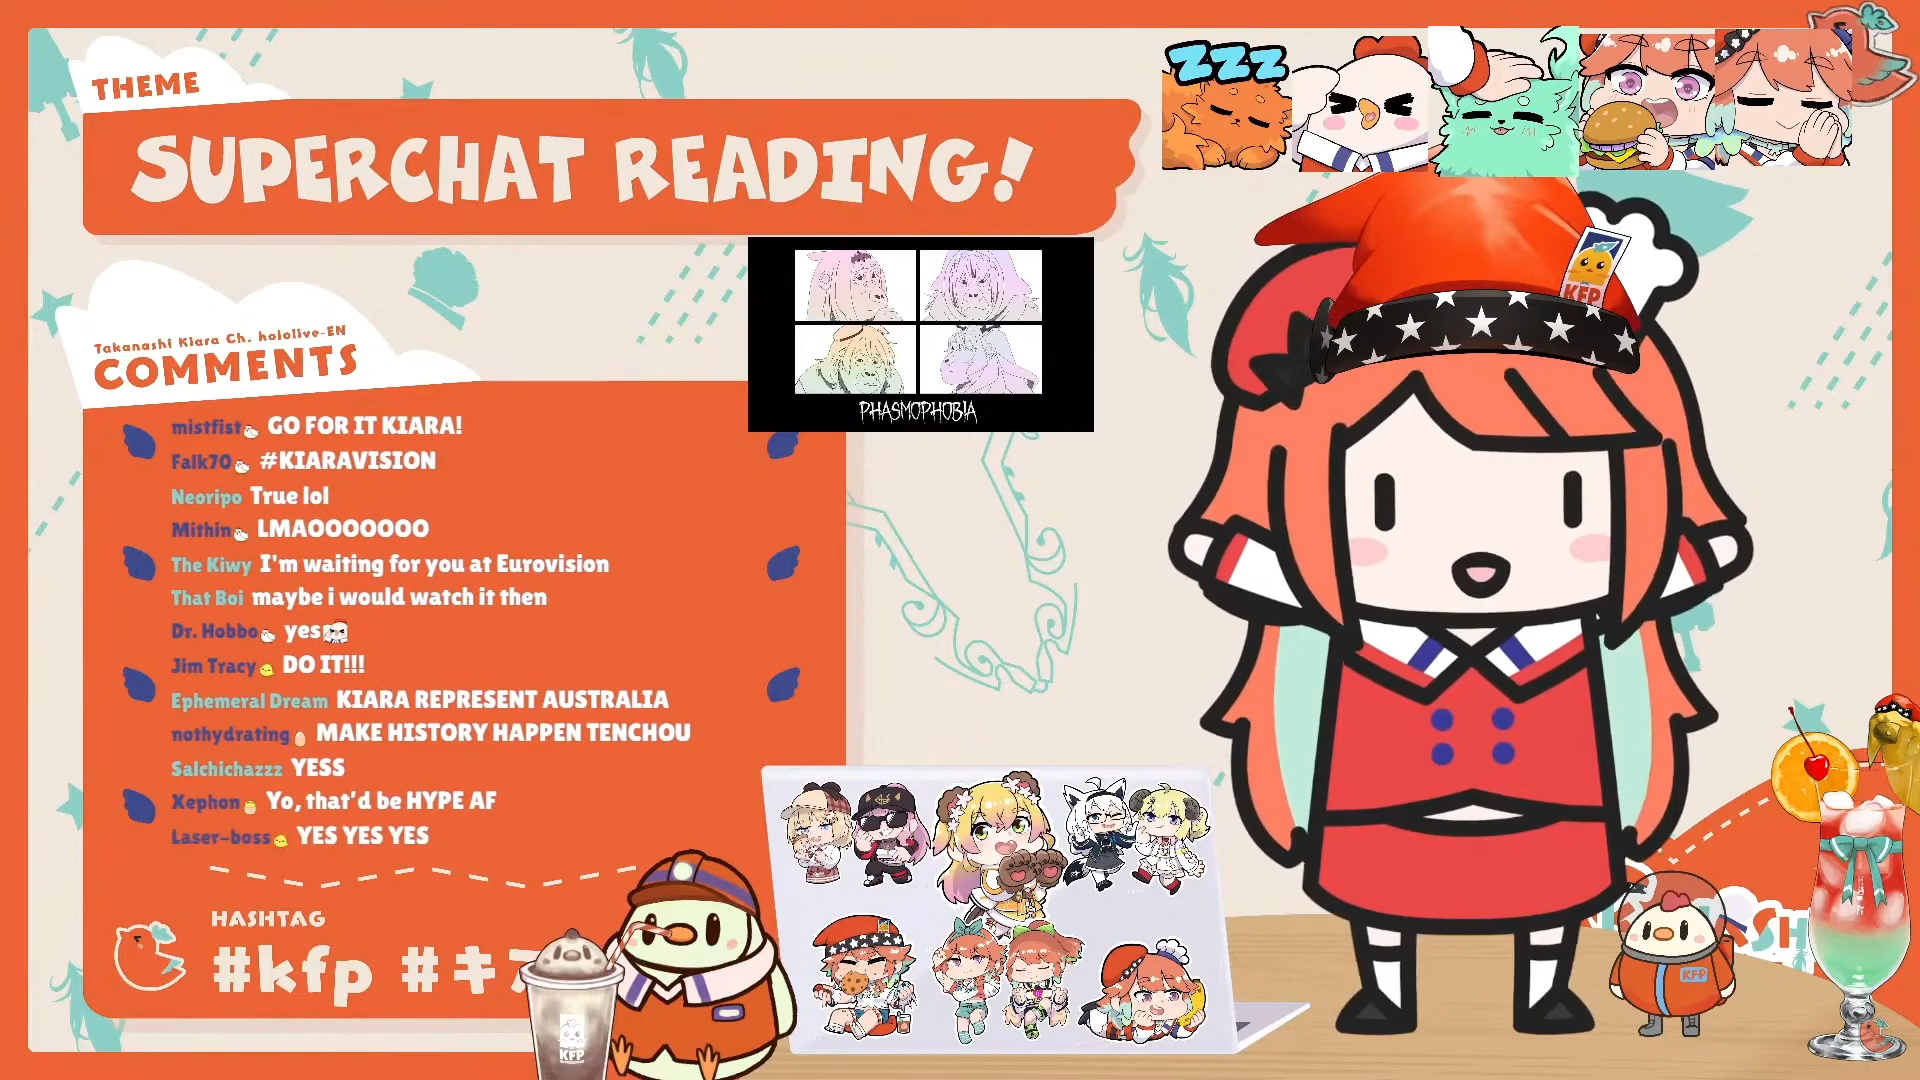 THEME
SUPERCHAT READING!
ZZZ
KFP
PHASMOPHOBIA
Takanashi Kiara Ch. hololive-EN
COMMENTS
mistfist GO FOR IT KIARA!
Falk70 #KIARAVISION
Neoripo True lol
Mithin LMAOOOOOOO
The Kiwy I'm waiting for you at Eurovision
That Boi maybe i would watch it then
Dr. Hobbo yes
Jim Tracy DO IT!!!
Ephemeral Dream KIARA REPRESENT AUSTRALIA
nothydrating MAKE HISTORY HAPPEN TENCHOU
Salchichazzz YESS
Xephon Yo, that'd be HYPE AF
Laser-boss YES YES YES
HASHTAG
#kfp #キ
KFP
KFP